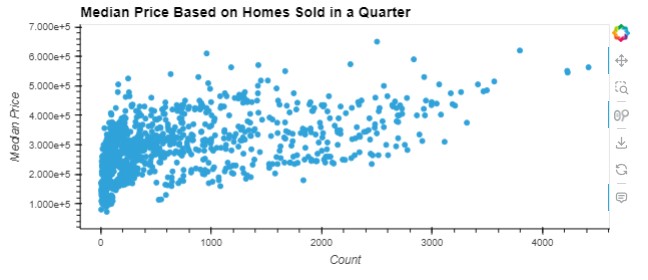 Median Price Based on Homes Sold in a Quarter
7.000e+5
6.000e+5
5.000e+5
4.000e+5
3.000e+5
2.000e+5
1.000e+5
Median Price
0
1000
2000
3000
4000
Count